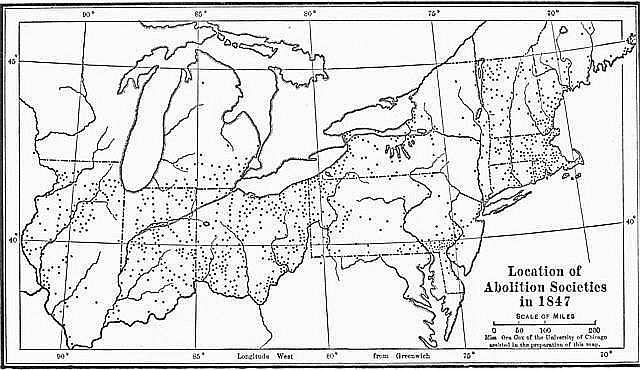 90° 85° 80° 75° 70°
45° 45°
40° 40°
Location of
Abolition Societies
in 1847
SCALE OF MILES
0 50 100 200
Miss Ora Cox of the University of Chicago
assisted in the preparation of this map.
90° 85° Longitude West 80° from Greenwich 75° 70°